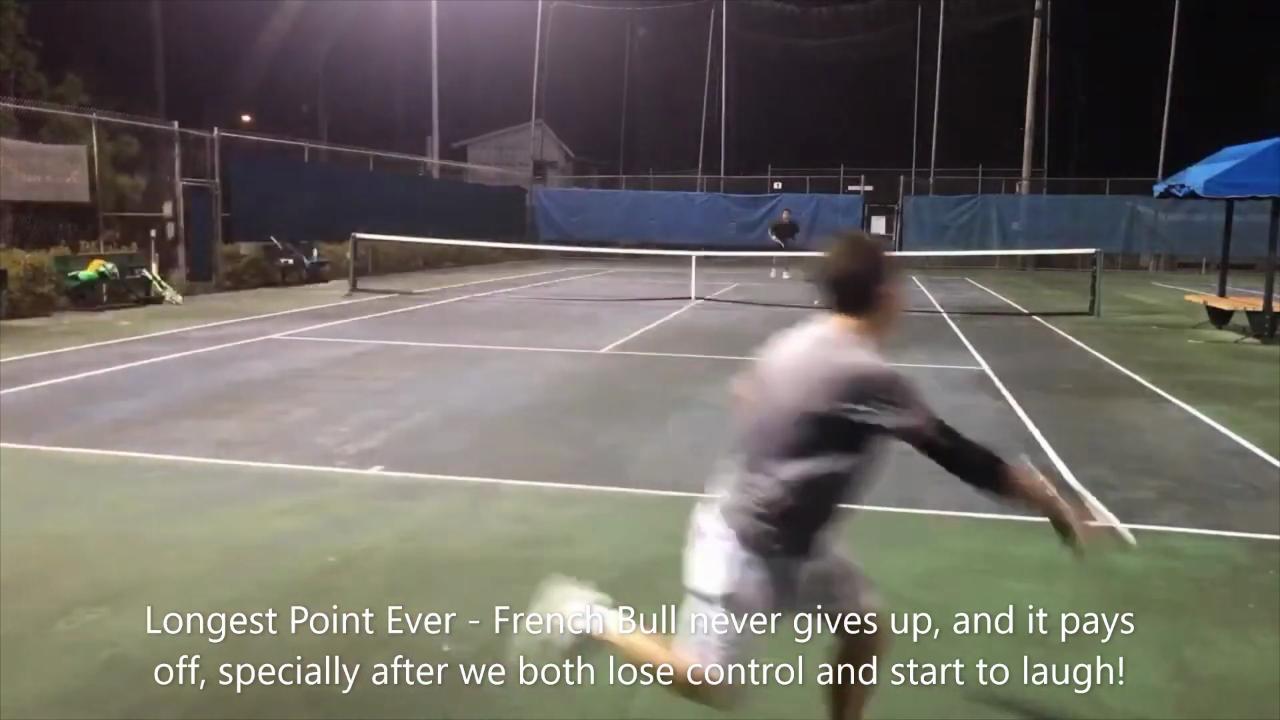 Longest Point Ever - French Bull never gives up, and it pays
off, specially after we both lose control and start to laugh!